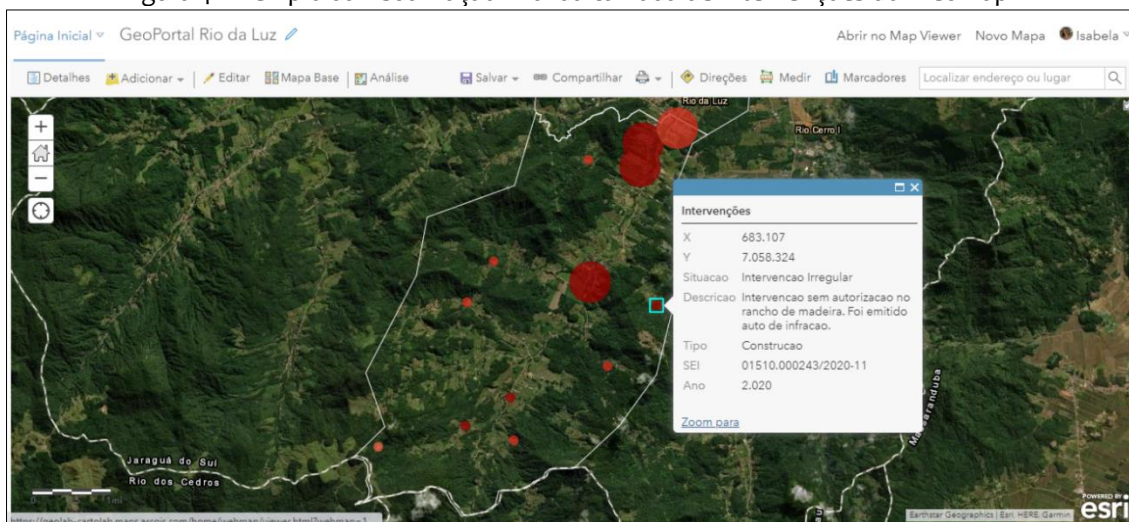 Página Inicial GeoPortal Rio da Luz
Abrir no Map Viewer Novo Mapa Isabela
Detalhes Adicionar Editar Mapa Base Análise Salvar Compartilhar Direções Medir Marcadores Localizar endereço ou lugar
Rio da Luz
Rio Cerro I
Intervenções
X 683.107
Y 7.058.324
Situacao Intervencao Irregular
Descricao Intervencao sem autorizacao no
rancho de madeira. Foi emitido
auto de infracao.
Tipo Construcao
SEI 01510.000243/2020-11
Ano 2.020
Zoom para
Massaranduba
Jaraguá do Sul
Rio dos Cedros
POWERED BY
esri
Earthstar Geographics | Esri, HERE, Garmin